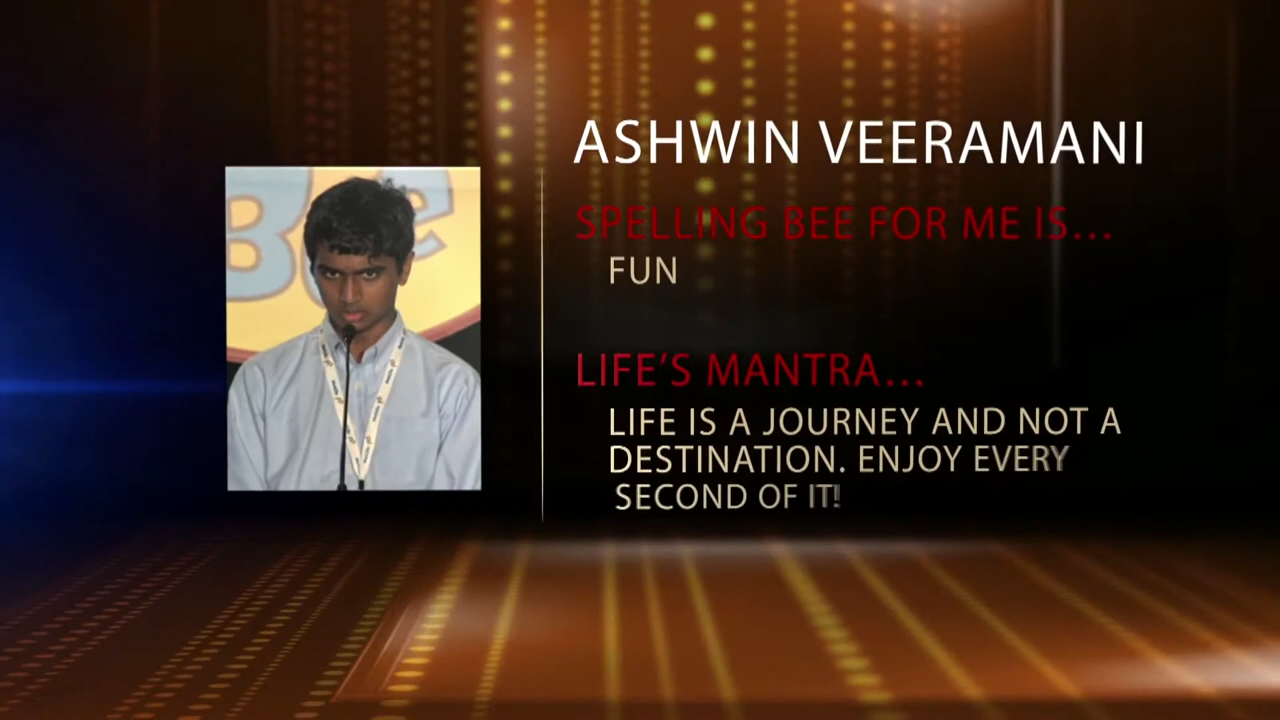 Bee
ASHWIN VEERAMANI
SPELLING BEE FOR ME IS...
FUN
LIFE'S MANTRA...
LIFE IS A JOURNEY AND NOT A
DESTINATION. ENJOY EVERY
SECOND OF IT!